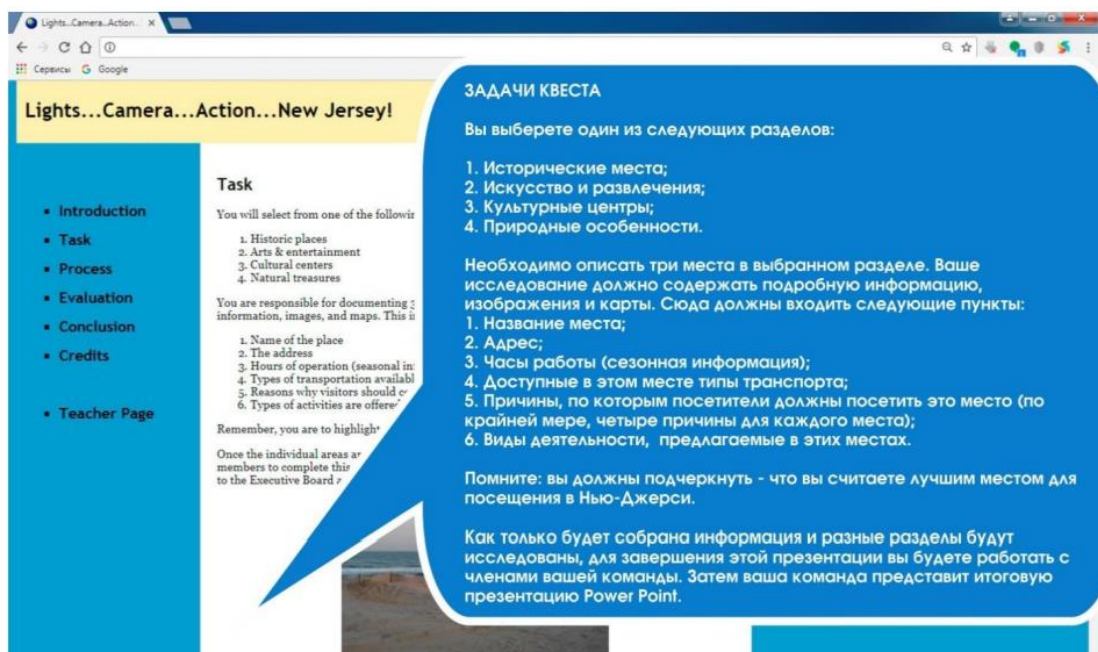 Lights...Camera...Action...
Сервисы
Google
Lights...Camera...Action...New Jersey!
Introduction
Task
Process
Evaluation
Conclusion
Credits
Teacher Page
Task
You will select from one of the
1. Historic places
2. Arts & entertainment
3. Cultural centers
4. Natural treasures
You are responsible for documenting
information, images, and maps. This
1. Name of the place
2. The address
3. Hours of operation (seasonal
4. Types of transportation
5. Reasons why visitors should
6. Types of activities are
Remember, you are to highlight
Once the individual areas
members to complete this
to the Executive Board
ЗАДАЧИ КВЕСТА
Вы выберете один из следующих разделов:
1. Исторические места;
2. Искусство и развлечения;
3. Культурные центры;
4. Природные особенности.
Необходимо описать три места в выбранном разделе. Ваше
исследование должно содержать подробную информацию,
изображения и карты. Сюда должны входить следующие пункты:
1. Название места;
2. Адрес;
3. Часы работы (сезонная информация);
4. Доступные в этом месте типы транспорта;
5. Причины, по которым посетители должны посетить это место (по
крайней мере, четыре причины для каждого места);
6. Виды деятельности, предлагаемые в этих местах.
Помните: вы должны подчеркнуть - что вы считаете лучшим местом для
посещения в Нью-Джерси.
Как только будет собрана информация и разные разделы будут
исследованы, для завершения этой презентации вы будете работать с
членами вашей команды. Затем ваша команда представит итоговую
презентацию Power Point.